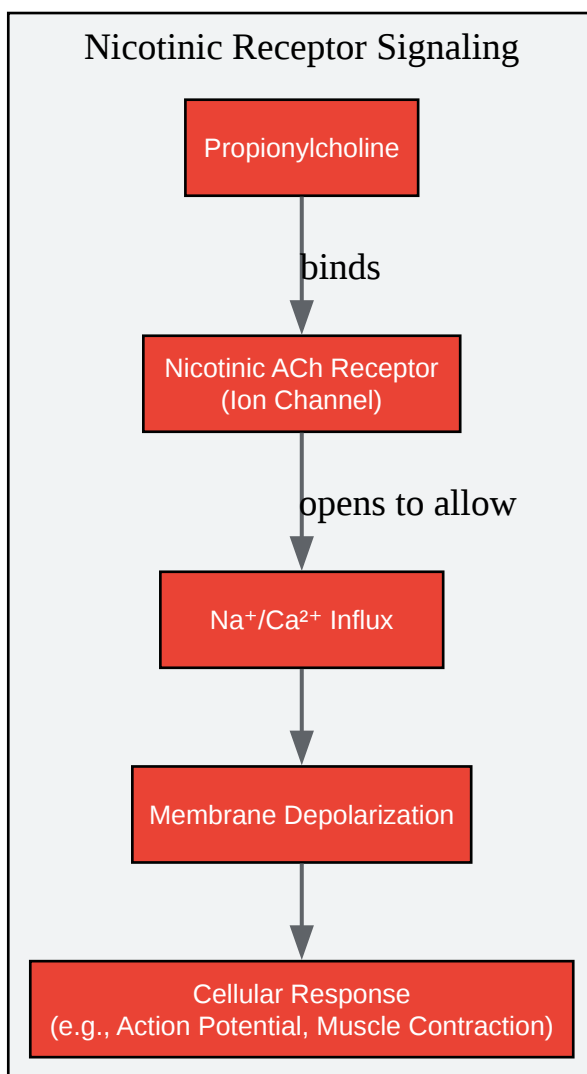 Nicotinic Receptor Signaling
Propionylcholine
binds
Nicotinic ACh Receptor
(Ion Channel)
opens to allow
Na⁺/Ca²⁺ Influx
Membrane Depolarization
Cellular Response
(e.g., Action Potential, Muscle Contraction)